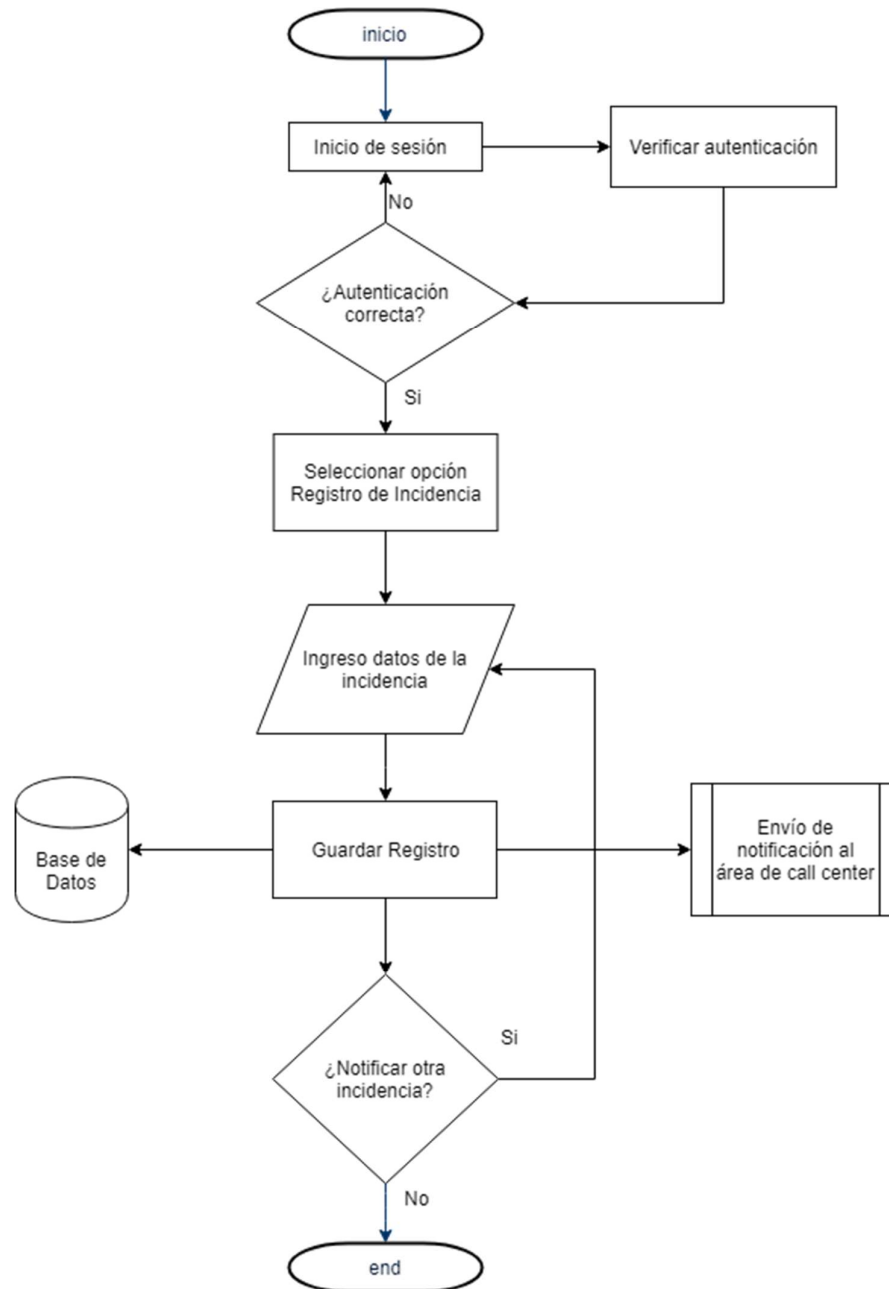 inicio
Inicio de sesión
Verificar autenticación
No
¿Autenticación
correcta?
Si
Seleccionar opción
Registro de Incidencia
Ingreso datos de la
incidencia
Base de
Datos
Guardar Registro
Envío de
notificación al
área de call center
Si
¿Notificar otra
incidencia?
No
end